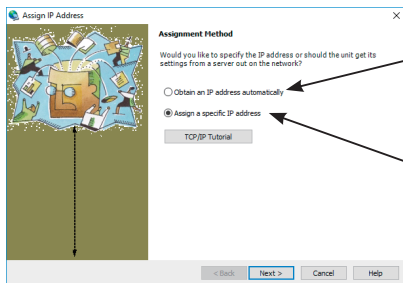 Assign IP Address
Assignment Method
Would you like to specify the IP address or should the unit get its
settings from a server out on the network?
Obtain an IP address automatically
Assign a specific IP address
TCP/IP Tutorial
< Back
Next >
Cancel
Help